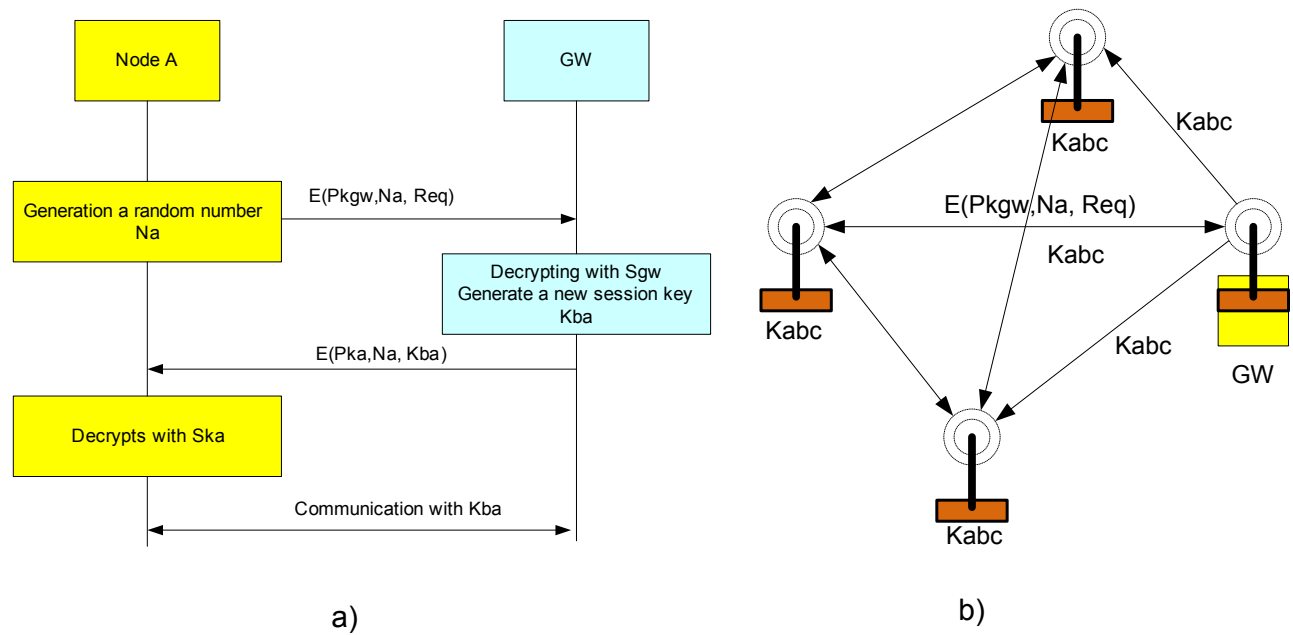 Node A
GW
Generation a random number
Na
E(Pkgw,Na, Req)
Decrypting with Sgw
Generate a new session key
Kba
E(Pka,Na, Kba)
Decrypts with Ska
Communication with Kba
a)
Kabc
Kabc
E(Pkgw,Na, Req)
Kabc
Kabc
Kabc
GW
Kabc
b)